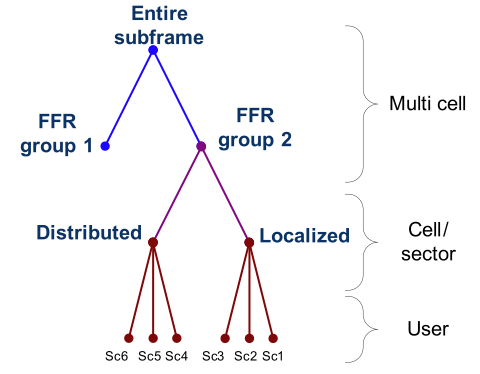 Entire
subframe
Multi cell
FFR
group 1
FFR
group 2
Distributed
Localized
Cell/
sector
User
Sc6 Sc5 Sc4 Sc3 Sc2 Sc1